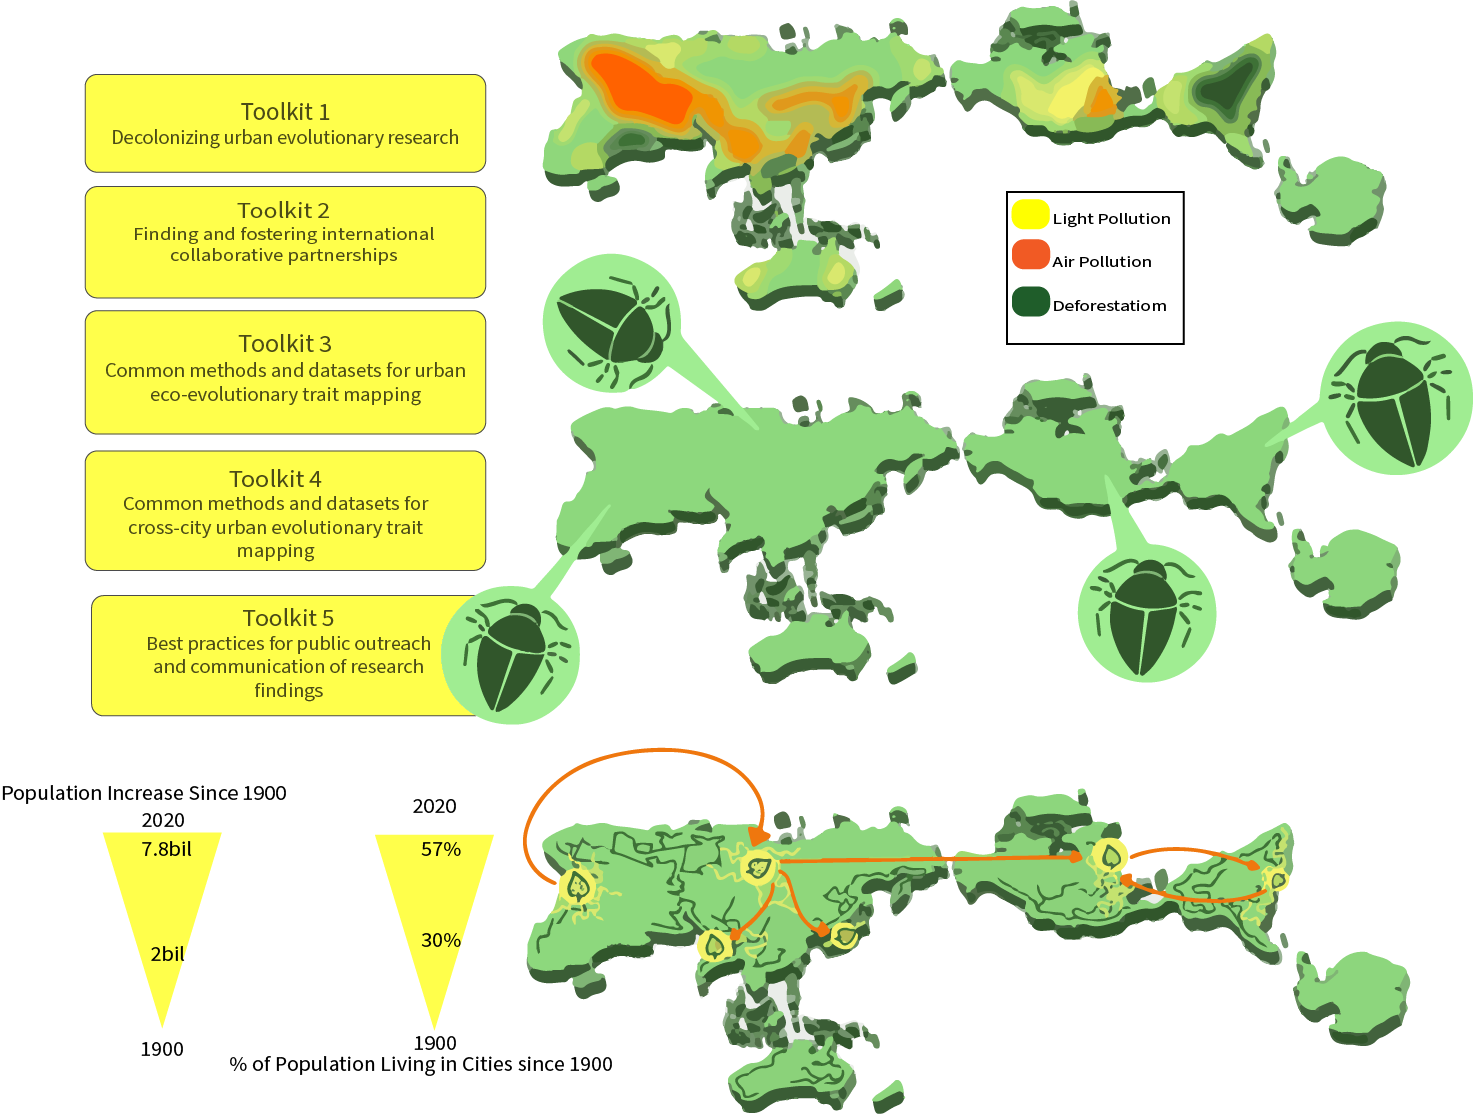 Toolkit 1
Decolonizing urban evolutionary research
Toolkit 2
Finding and fostering international
collaborative partnerships
Toolkit 3
Common methods and datasets for urban
eco-evolutionary trait mapping
Toolkit 4
Common methods and datasets for
cross-city urban evolutionary trait
mapping
Toolkit 5
Best practices for public outreach
and communication of research
findings
Light Pollution
Air Pollution
Deforestatiom
Population Increase Since 1900
2020
7.8bil
2bil
1900
2020
57%
30%
1900
% of Population Living in Cities since 1900